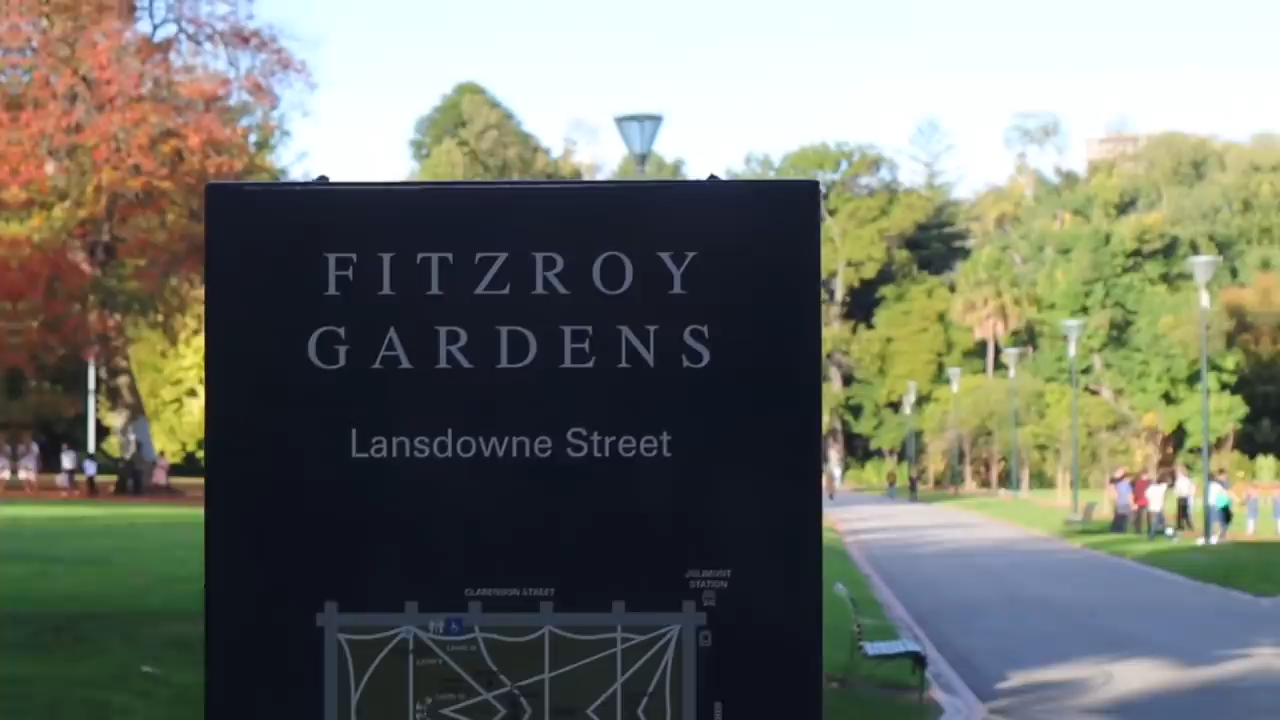 FITZROY
GARDENS
Lansdowne Street
CLARENDON STREET
JOLIMONT
STATION